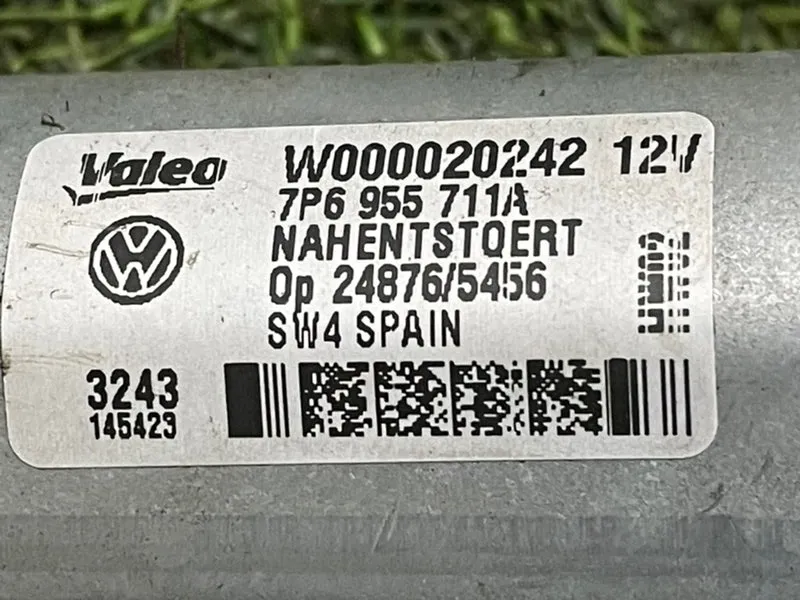 Valeo W000020242 12V
7P6 955 711A
NAHENTSTOERT
Op 24876/5456
SW4 SPAIN
3243
145423